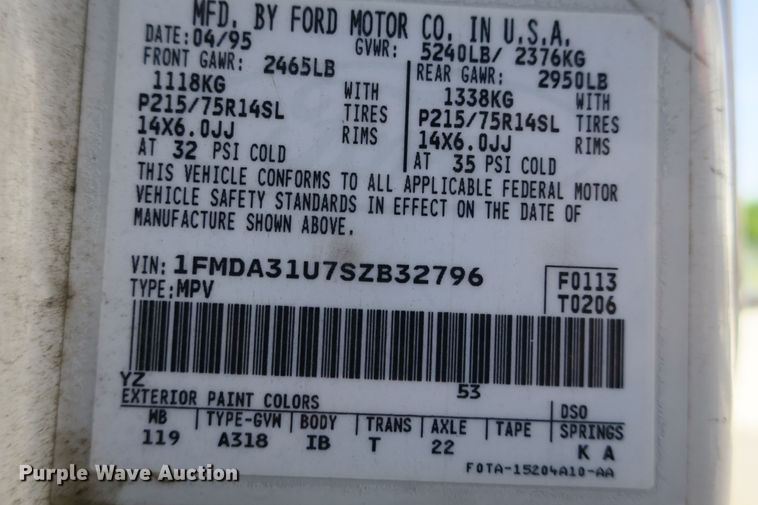 MFD. BY FORD MOTOR CO. IN U.S.A.
DATE: 04/95 GVWR: 5240LB/ 2376KG
FRONT GAWR: 2465LB REAR GAWR: 2950LB
1118KG WITH 1338KG WITH
P215/75R14SL TIRES P215/75R14SL TIRES
14X6.0JJ RIMS 14X6.0JJ RIMS
AT 32 PSI COLD AT 35 PSI COLD
THIS VEHICLE CONFORMS TO ALL APPLICABLE FEDERAL MOTOR
VEHICLE SAFETY STANDARDS IN EFFECT ON THE DATE OF
MANUFACTURE SHOWN ABOVE.
VIN: 1FMDA31U7SZB32796 F0113
TYPE:MPV T0206
YZ 53
EXTERIOR PAINT COLORS DSO
WB TYPE-GVW BODY TRANS AXLE TAPE SPRINGS
119 A318 IB T 22 K A
F0TA-15204A10-AA
Purple Wave Auction